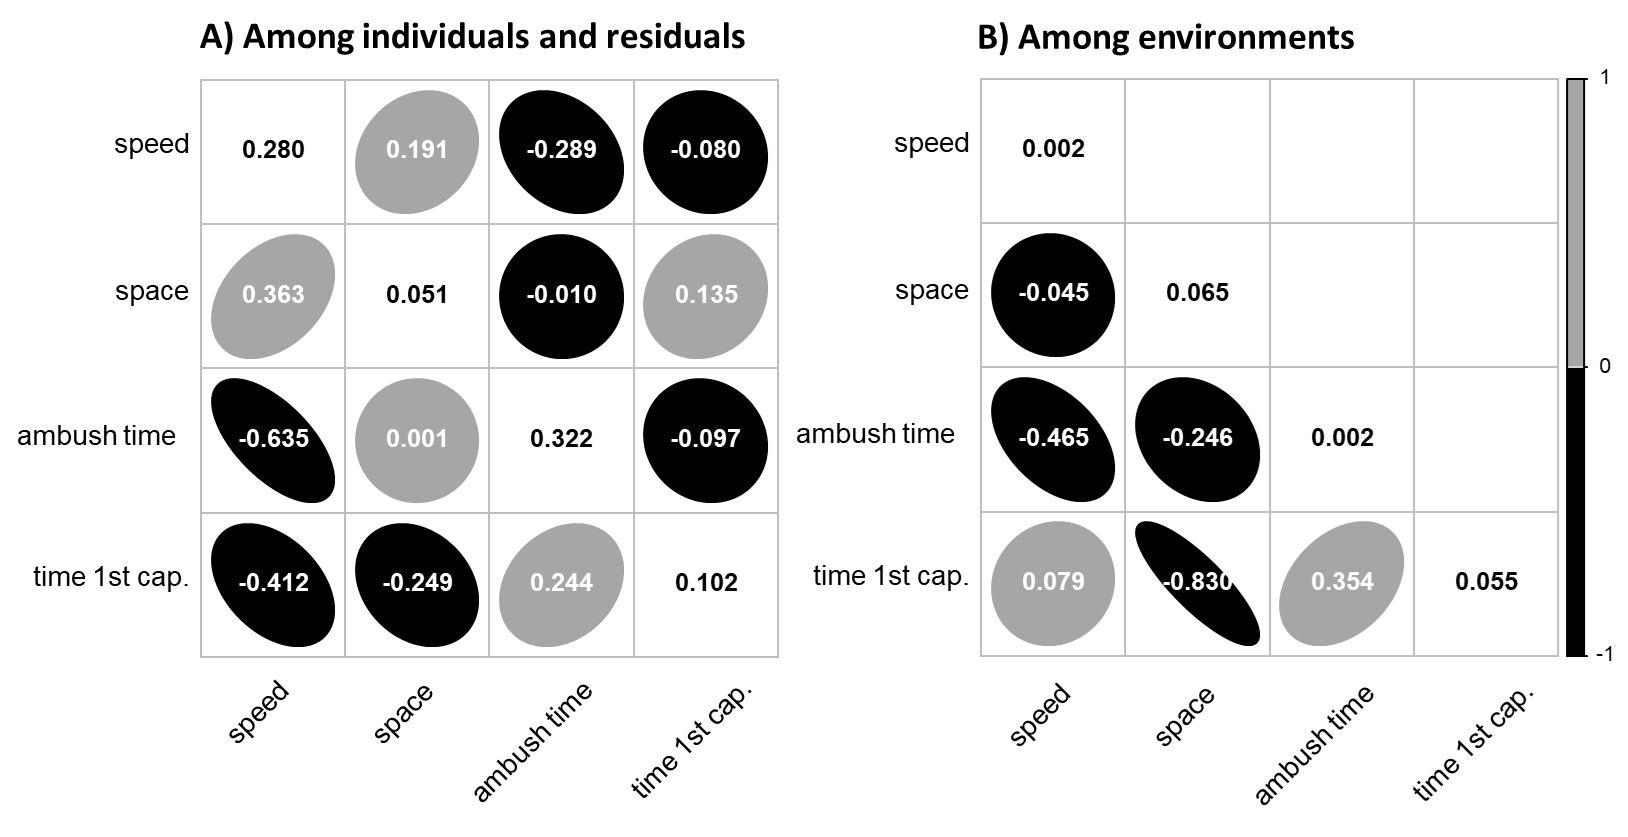 A) Among individuals and residuals
B) Among environments
speed 0.280 0.191 -0.289 -0.080
space 0.363 0.051 -0.010 0.135
ambush time -0.635 0.001 0.322 -0.097
time 1st cap. -0.412 -0.249 0.244 0.102
speed space ambush time time 1st cap.
speed 0.002
space -0.045 0.065
ambush time -0.465 -0.246 0.002
time 1st cap. 0.079 -0.830 0.354 0.055
speed space ambush time time 1st cap.
1
0
-1